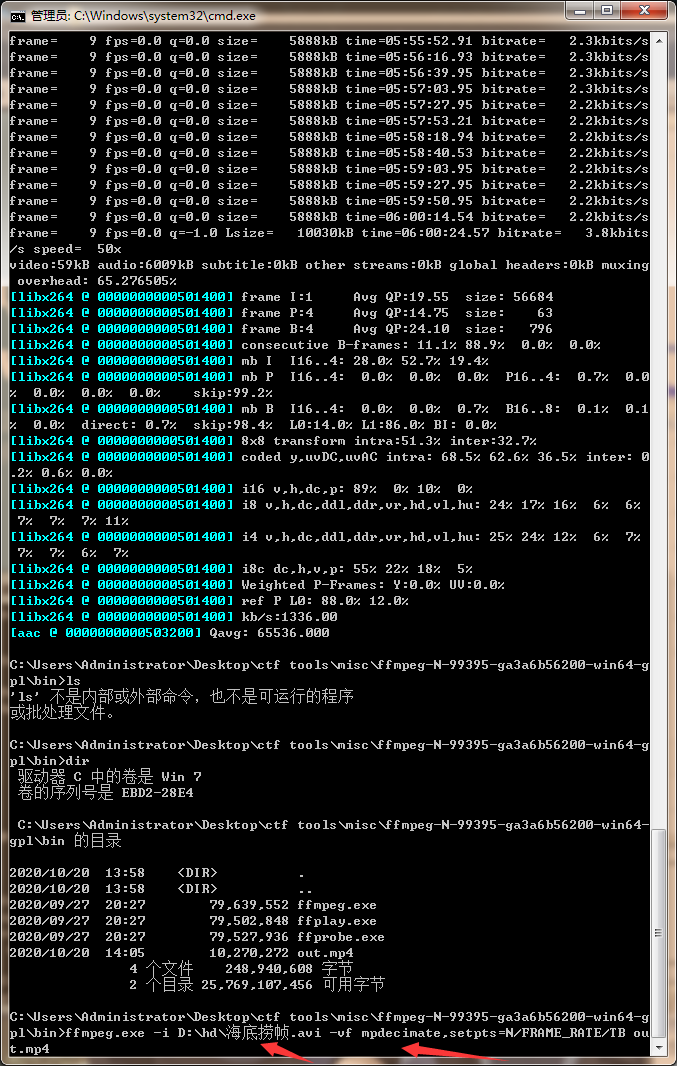 管理员: C:\Windows\system32\cmd.exe
frame=    9 fps=0.0 q=0.0 size=    5888kB time=05:55:52.91 bitrate=   2.3kbits/s
frame=    9 fps=0.0 q=0.0 size=    5888kB time=05:56:16.93 bitrate=   2.3kbits/s
frame=    9 fps=0.0 q=0.0 size=    5888kB time=05:56:39.95 bitrate=   2.3kbits/s
frame=    9 fps=0.0 q=0.0 size=    5888kB time=05:57:03.95 bitrate=   2.2kbits/s
frame=    9 fps=0.0 q=0.0 size=    5888kB time=05:57:27.95 bitrate=   2.2kbits/s
frame=    9 fps=0.0 q=0.0 size=    5888kB time=05:57:53.21 bitrate=   2.2kbits/s
frame=    9 fps=0.0 q=0.0 size=    5888kB time=05:58:18.94 bitrate=   2.2kbits/s
frame=    9 fps=0.0 q=0.0 size=    5888kB time=05:58:40.53 bitrate=   2.2kbits/s
frame=    9 fps=0.0 q=0.0 size=    5888kB time=05:59:03.95 bitrate=   2.2kbits/s
frame=    9 fps=0.0 q=0.0 size=    5888kB time=05:59:27.95 bitrate=   2.2kbits/s
frame=    9 fps=0.0 q=0.0 size=    5888kB time=05:59:50.95 bitrate=   2.2kbits/s
frame=    9 fps=0.0 q=0.0 size=    5888kB time=06:00:14.54 bitrate=   2.2kbits/s
frame=    9 fps=0.0 q=-1.0 Lsize=   10030kB time=06:00:24.57 bitrate=   3.8kbits
/s speed=  50x
video:59kB audio:6009kB subtitle:0kB other streams:0kB global headers:0kB muxing
 overhead: 65.276505%
[libx264 @ 0000000000501400] frame I:1     Avg QP:19.55  size: 56684
[libx264 @ 0000000000501400] frame P:4     Avg QP:14.75  size:    63
[libx264 @ 0000000000501400] frame B:4     Avg QP:24.10  size:   796
[libx264 @ 0000000000501400] consecutive B-frames: 11.1% 88.9%  0.0%  0.0%
[libx264 @ 0000000000501400] mb I  I16..4: 28.0% 52.7% 19.4%
[libx264 @ 0000000000501400] mb P  I16..4:  0.0%  0.0%  0.0%  P16..4:  0.7%  0.0
%  0.0%  0.0%  0.0%    skip:99.2%
[libx264 @ 0000000000501400] mb B  I16..4:  0.0%  0.0%  0.7%  B16..8:  0.1%  0.1
%  0.0%  direct: 0.7%  skip:98.4%  L0:14.0% L1:86.0% BI: 0.0%
[libx264 @ 0000000000501400] 8x8 transform intra:51.3% inter:32.7%
[libx264 @ 0000000000501400] coded y,uvDC,uvAC intra: 68.5% 62.6% 36.5% inter: 0
.2% 0.6% 0.0%
[libx264 @ 0000000000501400] i16 v,h,dc,p: 89%  0% 10%  0%
[libx264 @ 0000000000501400] i8 v,h,dc,ddl,ddr,vr,hd,vl,hu: 24% 17% 16%  6%  6%
 7%  7%  7% 11%
[libx264 @ 0000000000501400] i4 v,h,dc,ddl,ddr,vr,hd,vl,hu: 25% 24% 12%  6%  7%
 7%  7%  6%  7%
[libx264 @ 0000000000501400] i8c dc,h,v,p: 55% 22% 18%  5%
[libx264 @ 0000000000501400] Weighted P-Frames: Y:0.0% UV:0.0%
[libx264 @ 0000000000501400] ref P L0: 88.0% 12.0%
[libx264 @ 0000000000501400] kb/s:1336.00
[aac @ 0000000000503200] Qavg: 65536.000
C:\Users\Administrator\Desktop\ctf tools\misc\ffmpeg-N-99395-ga3a6b56200-win64-g
pl\bin>ls
'ls' 不是内部或外部命令，也不是可运行的程序
或批处理文件。
C:\Users\Administrator\Desktop\ctf tools\misc\ffmpeg-N-99395-ga3a6b56200-win64-g
pl\bin>dir
 驱动器 C 中的卷是 Win 7
 卷的序列号是 EBD2-28E4
 C:\Users\Administrator\Desktop\ctf tools\misc\ffmpeg-N-99395-ga3a6b56200-win64-
gpl\bin 的目录
2020/10/20  13:58    <DIR>          .
2020/10/20  13:58    <DIR>          ..
2020/09/27  20:27        79,639,552 ffmpeg.exe
2020/09/27  20:27        79,502,848 ffplay.exe
2020/09/27  20:27        79,527,936 ffprobe.exe
2020/10/20  14:05        10,270,272 out.mp4
               4 个文件    248,940,608 字节
               2 个目录 25,769,107,456 可用字节
C:\Users\Administrator\Desktop\ctf tools\misc\ffmpeg-N-99395-ga3a6b56200-win64-g
pl\bin>ffmpeg.exe -i D:\hd\海底捞帧.avi -vf mpdecimate,setpts=N/FRAME_RATE/TB ou
t.mp4